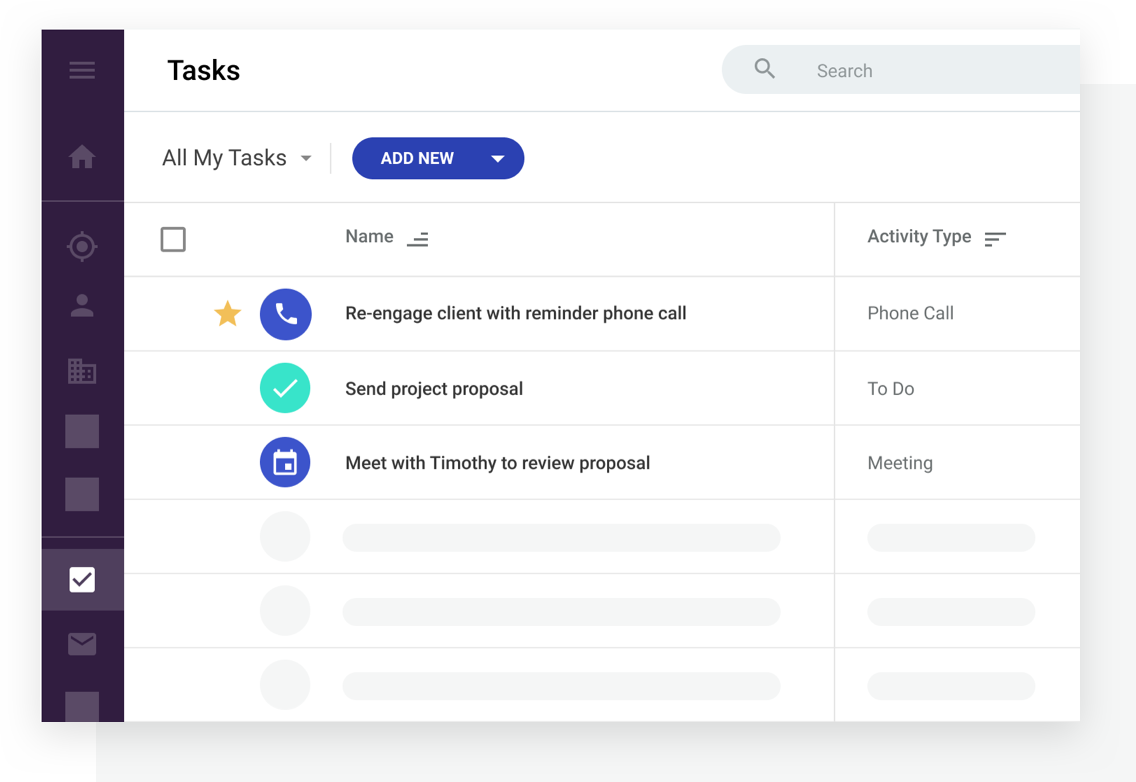 Tasks
Search
All My Tasks
ADD NEW
Name
Activity Type
Re-engage client with reminder phone call
Phone Call
Send project proposal
To Do
Meet with Timothy to review proposal
Meeting